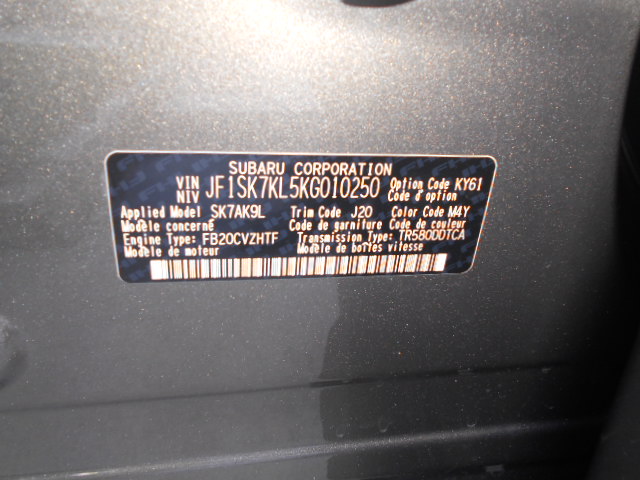 SUBARU CORPORATION
VIN NIV JF1SK7KL5KG010250 Option Code KY61
Code d'option
Applied Model SK7AK9L Trim Code J20 Color Code M4Y
Modèle concerné Code de garniture Code de couleur
Engine Type: FB20CVZHTF Transmission Type: TR580DDTCA
Modèle de moteur Modèle de boîtes vitesse